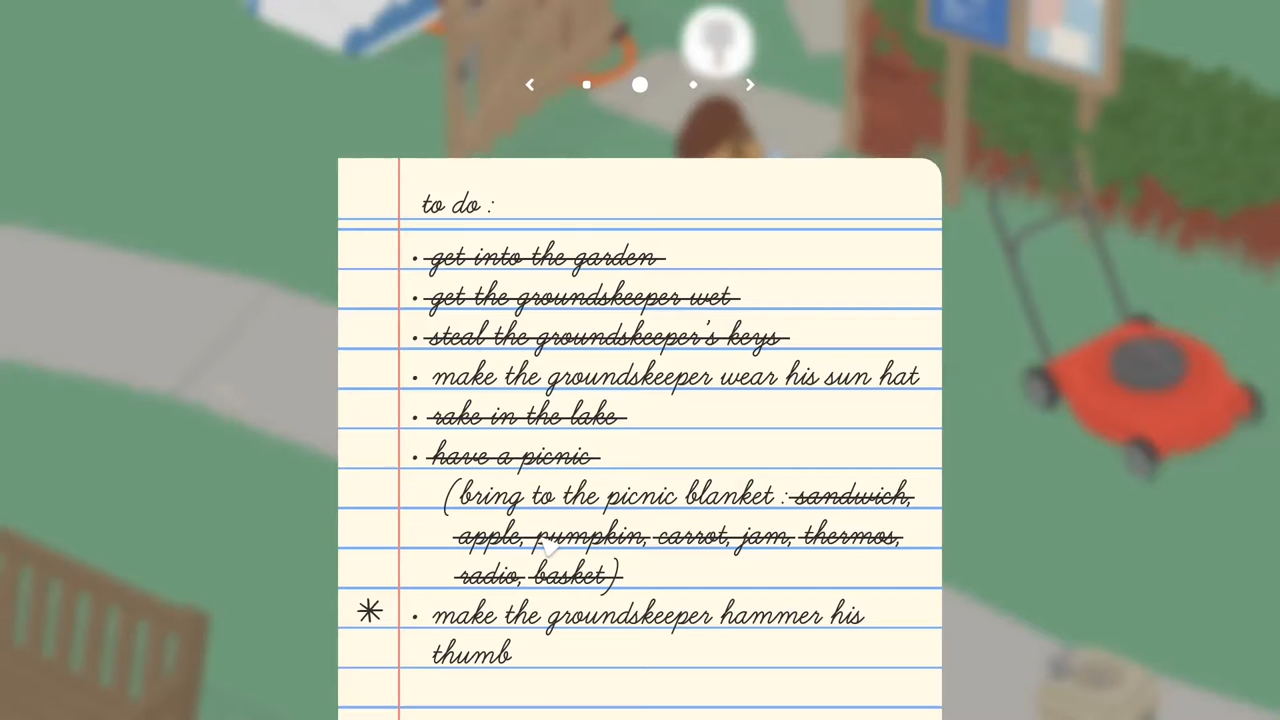 to do :
• get into the garden
• get the groundskeeper wet
• steal the groundskeeper's keys
• make the groundskeeper wear his sun hat
• rake in the lake
• have a picnic
(bring to the picnic blanket : sandwich,
apple, pumpkin, carrot, jam, thermos,
radio, basket)
• make the groundskeeper hammer his
thumb